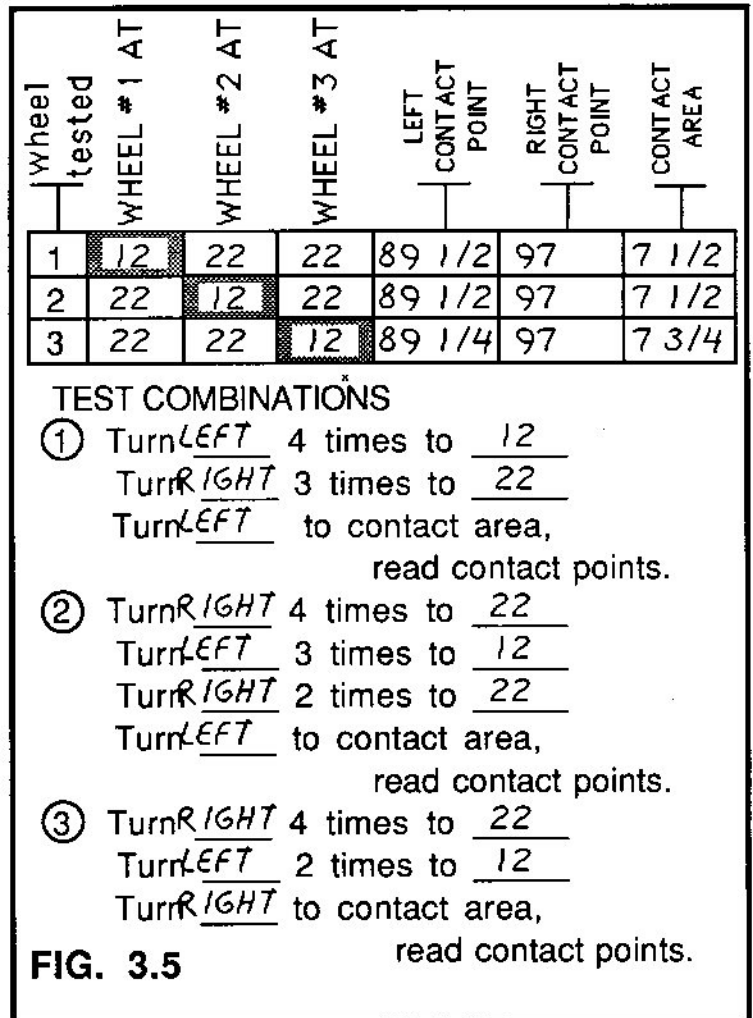 wheel
tested
WHEEL #1 AT
WHEEL #2 AT
WHEEL #3 AT
LEFT
CONTACT
POINT
RIGHT
CONTACT
POINT
CONTACT
AREA
1 12 22 22 89 1/2 97 7 1/2
2 22 12 22 89 1/2 97 7 1/2
3 22 22 12 89 1/4 97 7 3/4
TEST COMBINATIONS
① Turn LEFT 4 times to 12
Turn RIGHT 3 times to 22
Turn LEFT to contact area,
read contact points.
② Turn RIGHT 4 times to 22
Turn LEFT 3 times to 12
Turn RIGHT 2 times to 22
Turn LEFT to contact area,
read contact points.
③ Turn RIGHT 4 times to 22
Turn LEFT 2 times to 12
Turn RIGHT to contact area,
read contact points.
FIG. 3.5